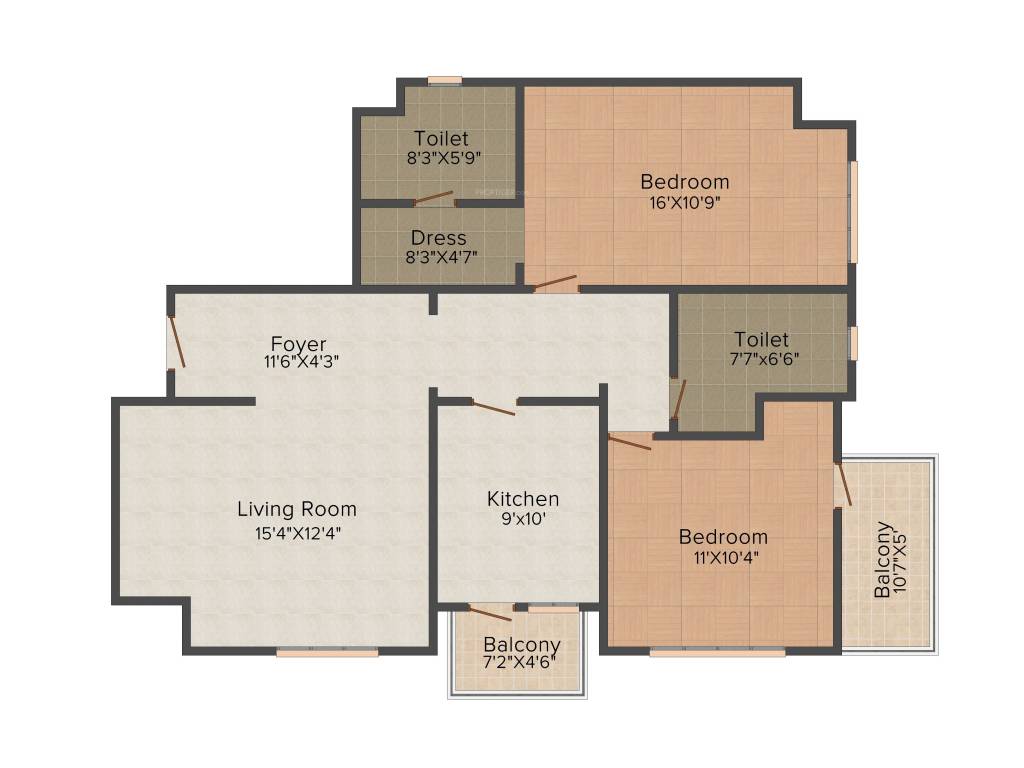 Toilet
8'3"X5'9"
PROPTIGER.com
Bedroom
16'X10'9"
Dress
8'3"X4'7"
Foyer
11'6"X4'3"
Toilet
7'7"x6'6"
Living Room
15'4"X12'4"
Kitchen
9'x10'
Bedroom
11'X10'4"
Balcony
10'7"X5'
Balcony
7'2"X4'6"